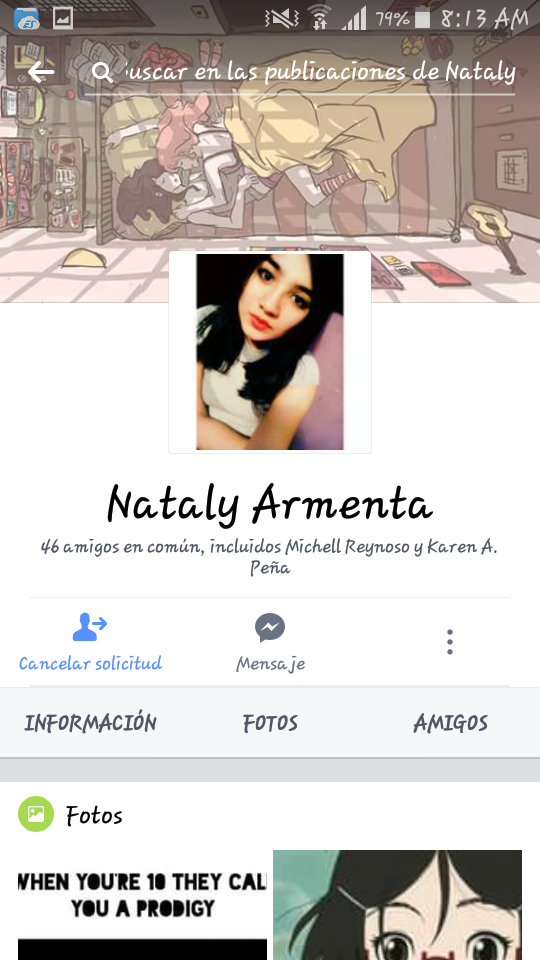 79% 8:13 AM
uscar en las publicaciones de Nataly
Nataly Armenta
46 amigos en común, incluidos Michell Reynoso y Karen A.
Peña
Cancelar solicitud
Mensaje
INFORMACIÓN
FOTOS
AMIGOS
Fotos
WHEN YOU'RE 10 THEY CAL
YOU A PRODIGY